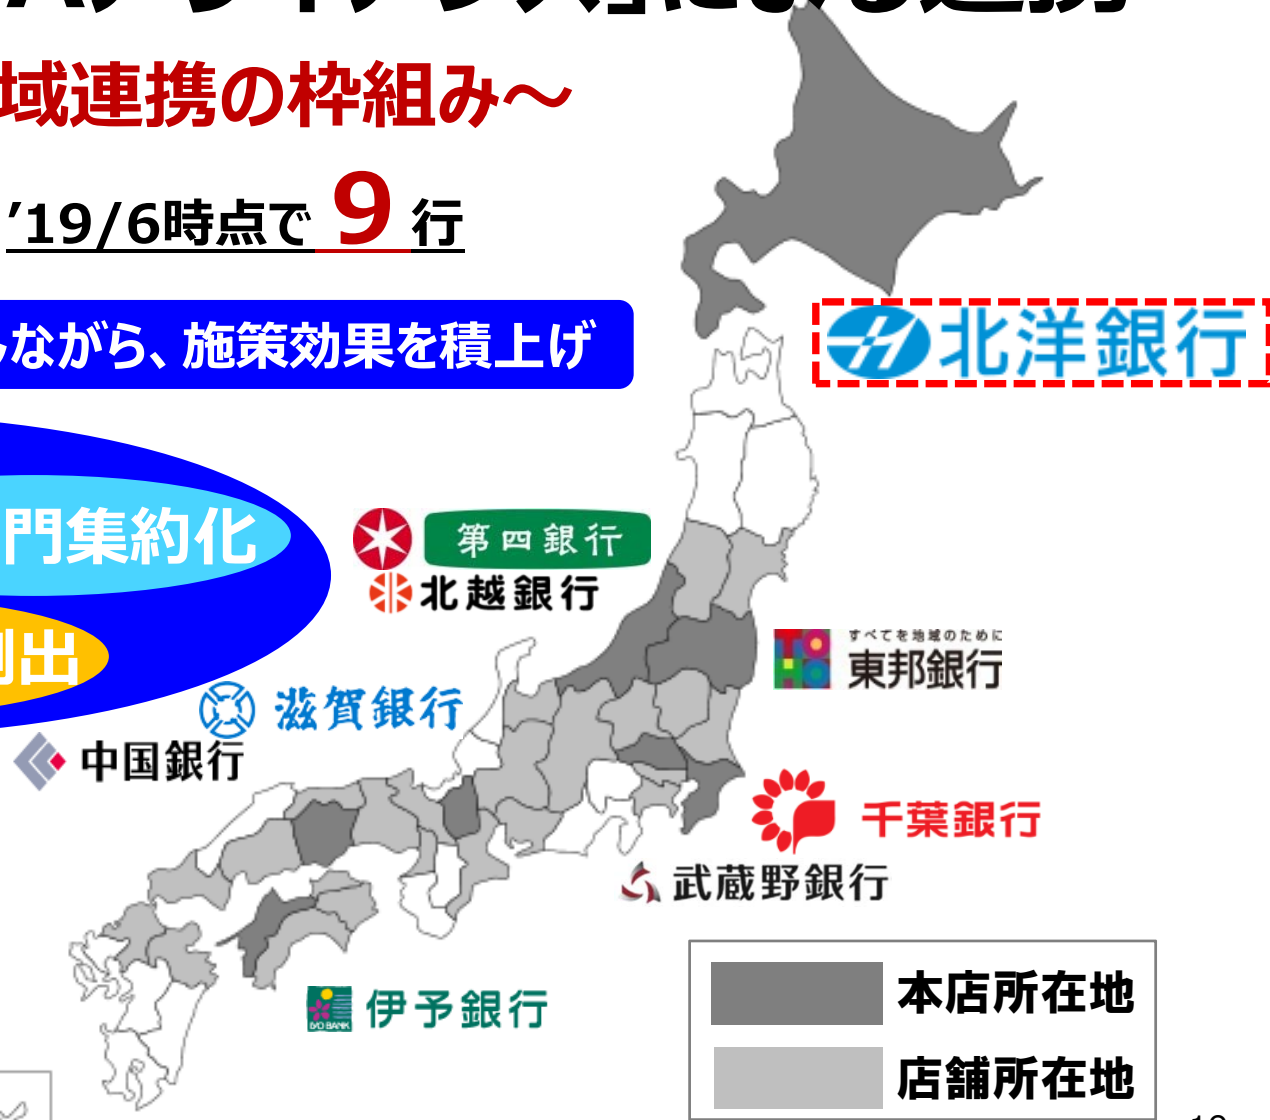 域連携の枠組み～
’19/6時点で 9 行
ながら、施策効果を積上げ
北洋銀行
門集約化
第四銀行
北越銀行
出
すべてを地域のために
TOHO
東邦銀行
滋賀銀行
中国銀行
千葉銀行
武蔵野銀行
IYO BANK
伊予銀行
本店所在地
店舗所在地